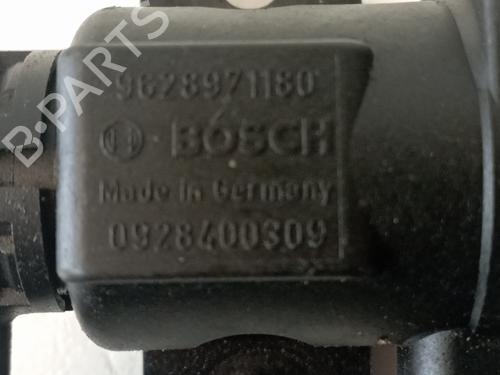 9628971180
BOSCH
Made in Germany
0928400309
B-PARTS